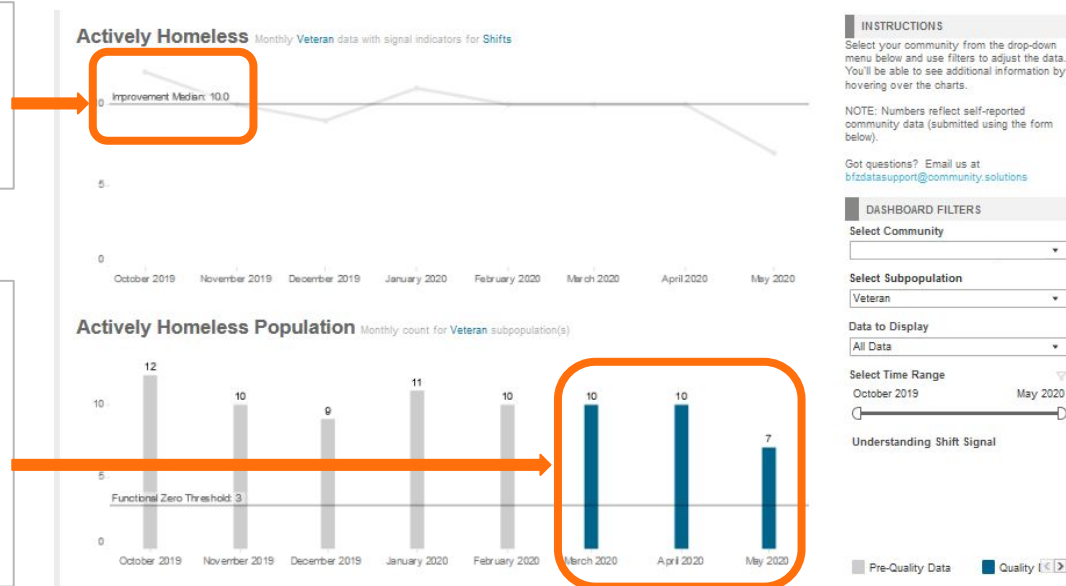 Actively Homeless Monthly Veteran data with signal indicators for Shifts
Improvement Median: 10.0
5
0
October 2019 November 2019 December 2019 January 2020 February 2020 March 2020 April 2020 May 2020
Actively Homeless Population Monthly count for Veteran subpopulation(s)
12
10
9
11
10
10
10
7
10
5
Functional Zero Threshold: 3
0
October 2019 November 2019 December 2019 January 2020 February 2020 March 2020 April 2020 May 2020
INSTRUCTIONS
Select your community from the drop-down
menu below and use filters to adjust the data.
You'll be able to see additional information by
hovering over the charts.
NOTE: Numbers reflect self-reported
community data (submitted using the form
below).
Got questions? Email us at
bfzdatasupport@community.solutions
DASHBOARD FILTERS
Select Community
Select Subpopulation
Veteran
Data to Display
All Data
Select Time Range
October 2019 May 2020
Understanding Shift Signal
Pre-Quality Data Quality